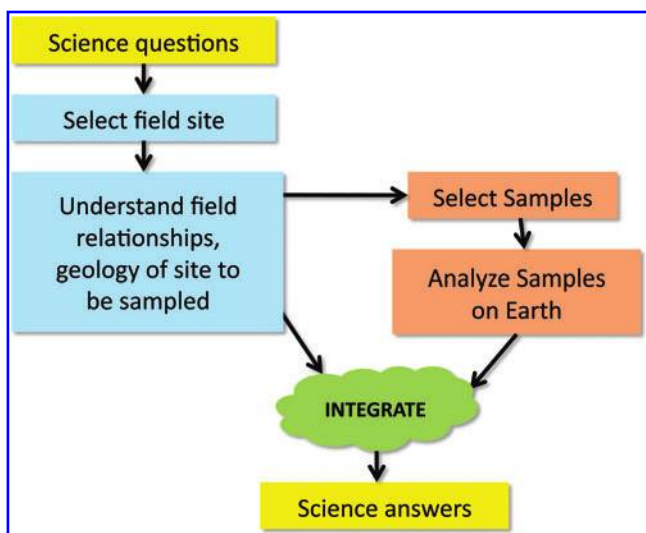 Science questions
Select field site
Understand field
relationships,
geology of site to
be sampled
Select Samples
Analyze Samples
on Earth
INTEGRATE
Science answers